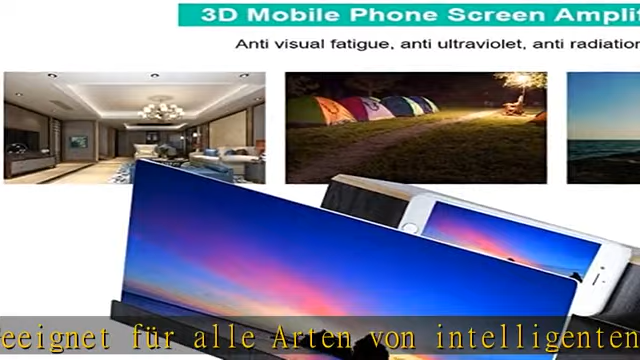 3D Mobile Phone Screen Amplif
Anti visual fatigue, anti ultraviolet, anti radiation
eeignet für alle Arten von intelligenten